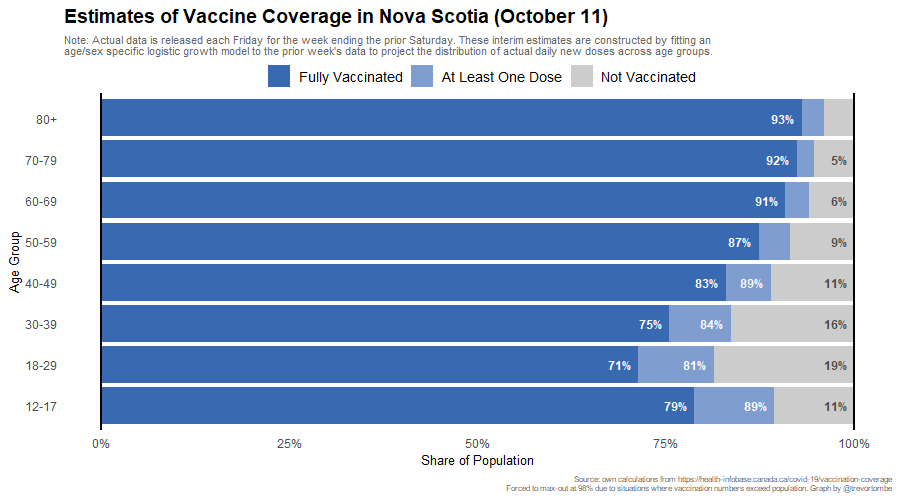 Estimates of Vaccine Coverage in Nova Scotia (October 11)
Note: Actual data is released each Friday for the week ending the prior Saturday. These interim estimates are constructed by fitting an
age/sex specific logistic growth model to the prior week's data to project the distribution of actual daily new doses across age groups.
Fully Vaccinated At Least One Dose Not Vaccinated
80+ 93%
70-79 92% 5%
60-69 91% 6%
50-59 87% 9%
Age Group
40-49 83% 89% 11%
30-39 75% 84% 16%
18-29 71% 81% 19%
12-17 79% 89% 11%
0% 25% 50% 75% 100%
Share of Population
Source: own calculations from https://health-infobase.canada.ca/covid-19/vaccination-coverage
Forced to max-out at 98% due to situations where vaccination numbers exceed population. Graph by @trevortombe